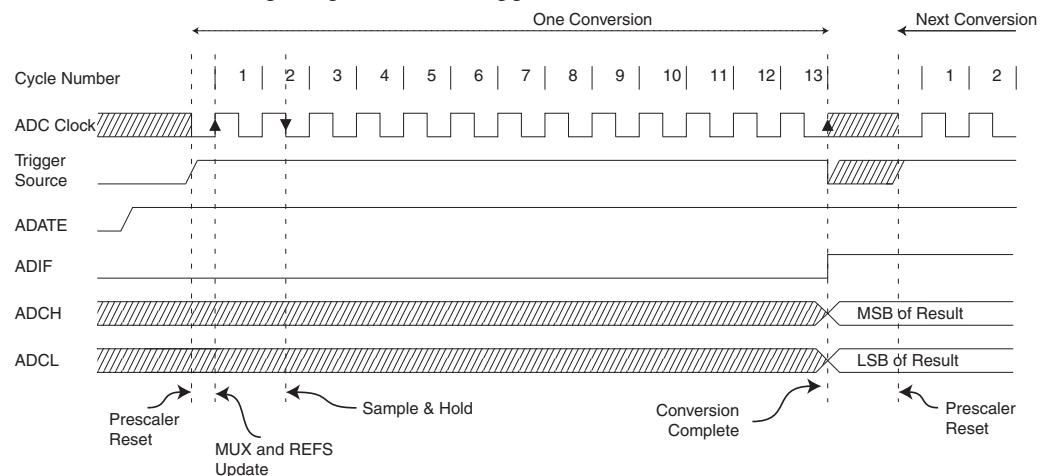 One Conversion Next Conversion
Cycle Number 1 2 3 4 5 6 7 8 9 10 11 12 13 1 2
ADC Clock
Trigger
Source
ADATE
ADIF
ADCH MSB of Result
ADCL LSB of Result
Prescaler
Reset
MUX and REFS
Update
Sample & Hold
Conversion
Complete
Prescaler
Reset